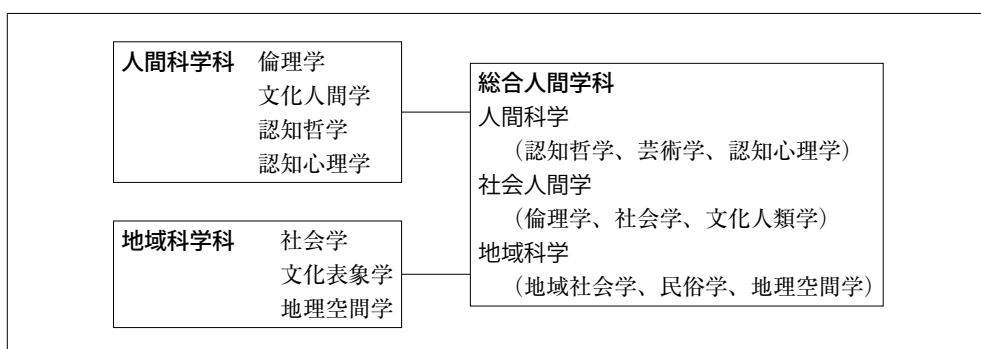 人間科学科 倫理学
文化人間学
認知哲学
認知心理学
地域科学科 社会学
文化表象学
地理空間学
総合人間学科
人間科学
（認知哲学、芸術学、認知心理学）
社会人間学
（倫理学、社会学、文化人類学）
地域科学
（地域社会学、民俗学、地理空間学）